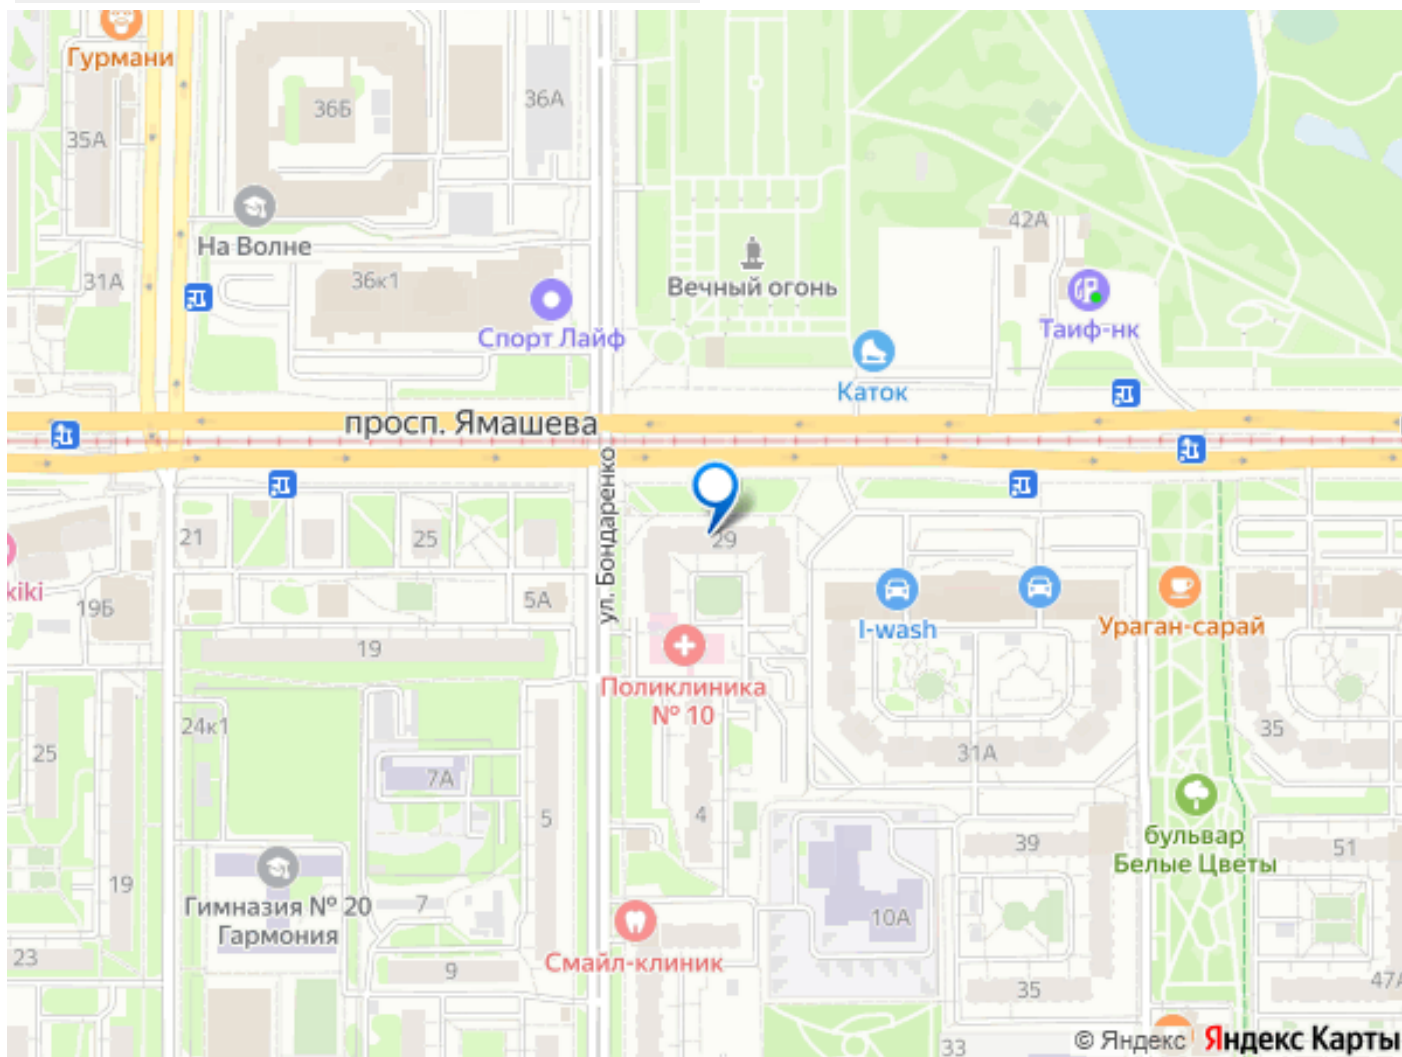 Гурмани
36Б
36А
35А
На Волне
42А
31А
36к1
Вечный огонь
Спорт Лайф
Таиф-нк
Каток
просп. Ямашева
ул. Бондаренко
21
25
29
kiki
19Б
5А
I-wash
Ураган-сарай
19
Поликлиника
№ 10
24к1
25
35
31А
7А
5
4
бульвар
Белые Цветы
39
51
19
Гимназия № 20
Гармония
7
10А
Смайл-клиник
23
9
35
47А
33
© Яндекс Яндекс Карты